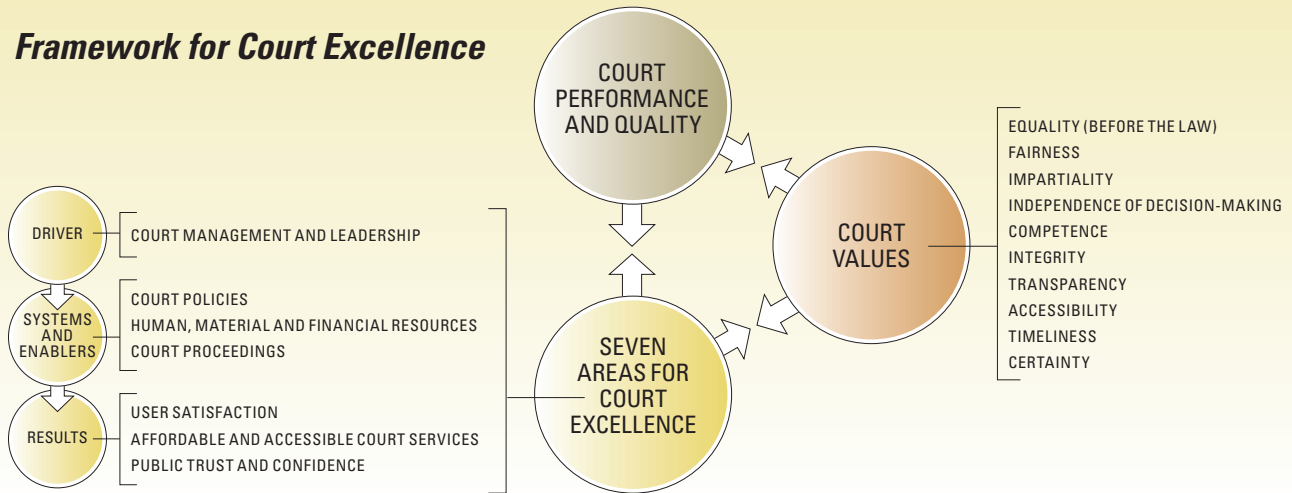 Framework for Court Excellence
COURT
PERFORMANCE
AND QUALITY
COURT
VALUES
EQUALITY (BEFORE THE LAW)
FAIRNESS
IMPARTIALITY
INDEPENDENCE OF DECISION-MAKING
COMPETENCE
INTEGRITY
TRANSPARENCY
ACCESSIBILITY
TIMELINESS
CERTAINTY
DRIVER
COURT MANAGEMENT AND LEADERSHIP
SYSTEMS
AND
ENABLERS
COURT POLICIES
HUMAN, MATERIAL AND FINANCIAL RESOURCES
COURT PROCEEDINGS
RESULTS
USER SATISFACTION
AFFORDABLE AND ACCESSIBLE COURT SERVICES
PUBLIC TRUST AND CONFIDENCE
SEVEN
AREAS FOR
COURT
EXCELLENCE